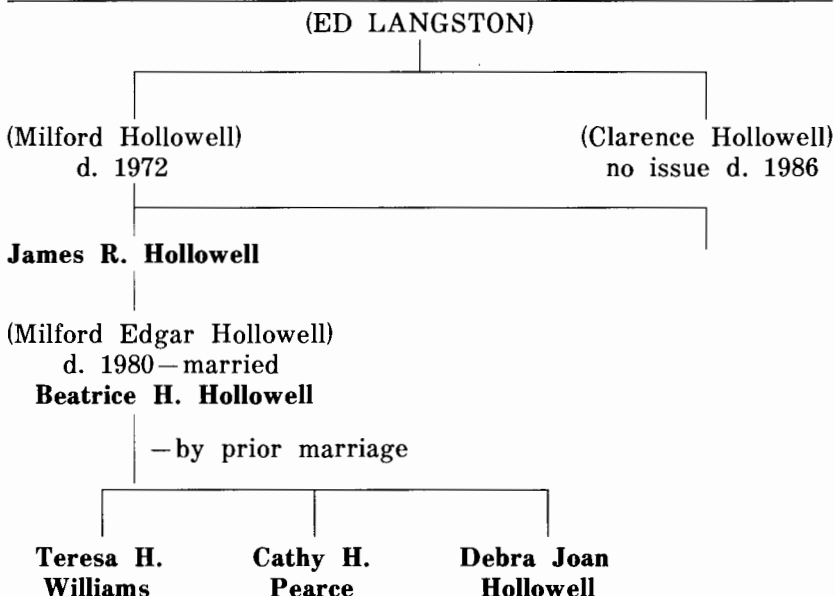 (ED LANGSTON)
(Milford Hollowell) (Clarence Hollowell)
d. 1972 no issue d. 1986
James R. Hollowell
(Milford Edgar Hollowell)
d. 1980—married
Beatrice H. Hollowell
—by prior marriage
Teresa H. Cathy H. Debra Joan
Williams Pearce Hollowell